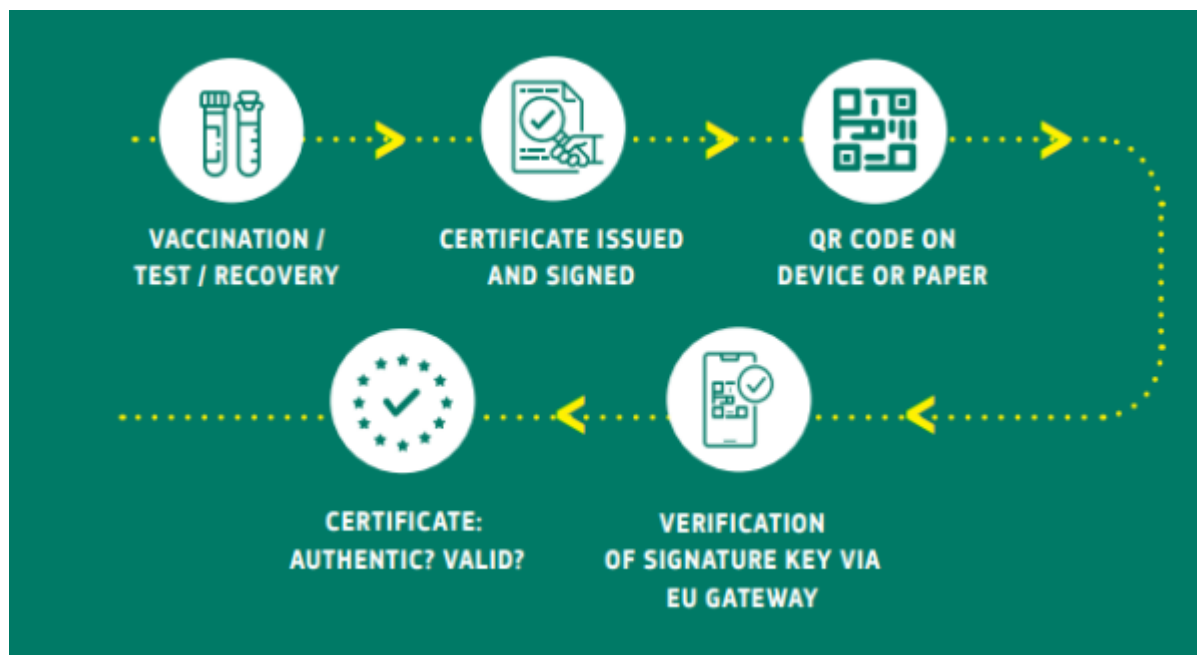 VACCINATION /
TEST / RECOVERY
CERTIFICATE ISSUED
AND SIGNED
QR CODE ON
DEVICE OR PAPER
VERIFICATION
OF SIGNATURE KEY VIA
EU GATEWAY
CERTIFICATE:
AUTHENTIC? VALID?